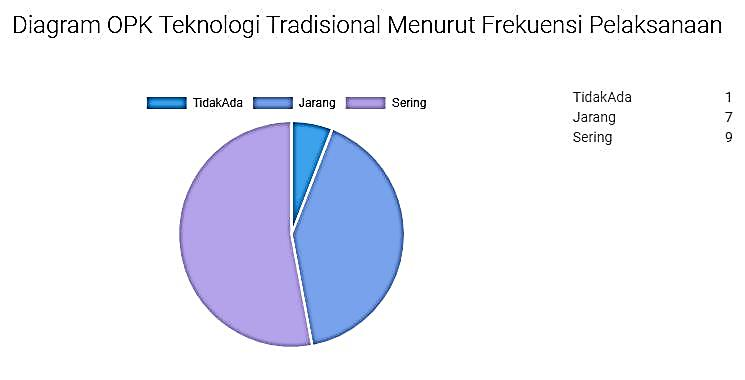 Diagram OPK Teknologi Tradisional Menurut Frekuensi Pelaksanaan
TidakAda Jarang Sering
TidakAda 1
Jarang 7
Sering 9